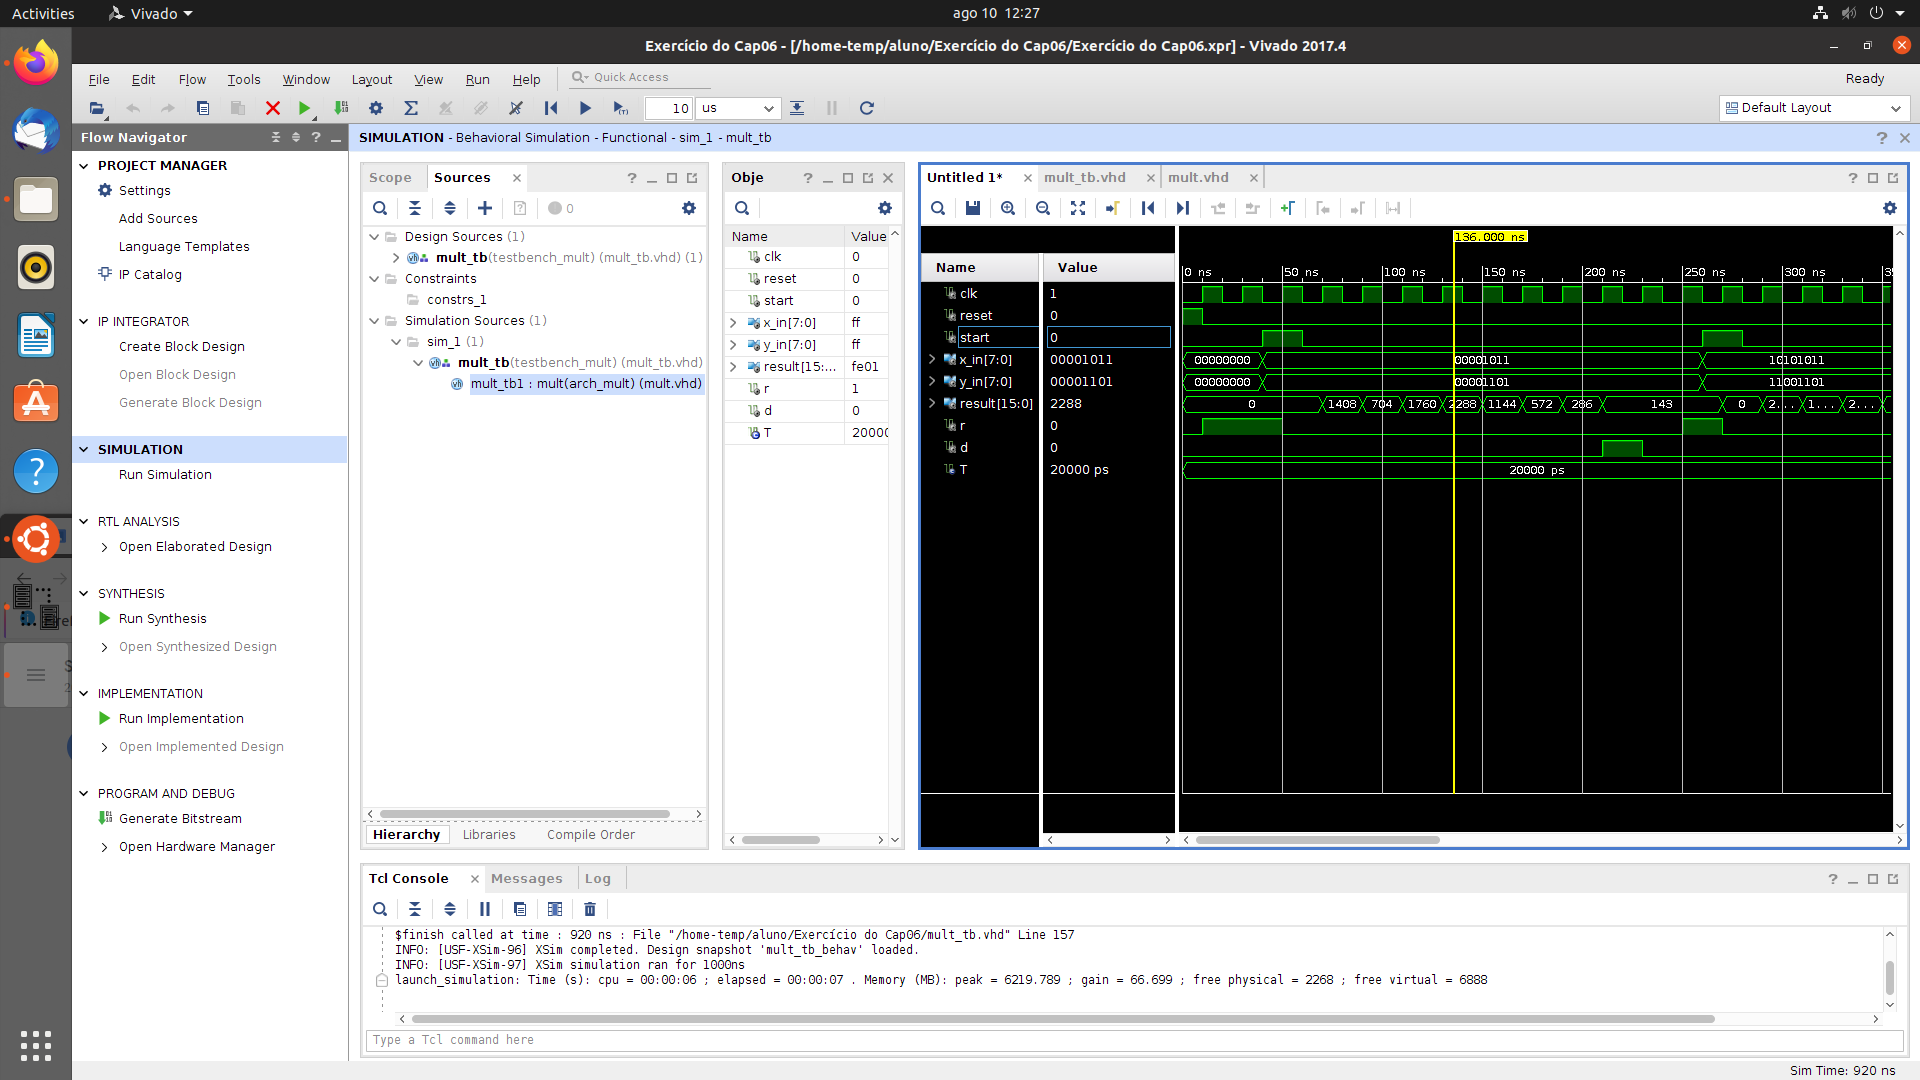 Activities
Vivado
ago 10 12:27
Exercício do Cap06 - [/home-temp/aluno/Exercício do Cap06/Exercício do Cap06.xpr] - Vivado 2017.4
File Edit Flow Tools Window Layout View Run Help Quick Access
Ready
10 us
Default Layout
Flow Navigator
PROJECT MANAGER
Settings
Add Sources
Language Templates
IP Catalog
IP INTEGRATOR
Create Block Design
Open Block Design
Generate Block Design
SIMULATION
Run Simulation
RTL ANALYSIS
Open Elaborated Design
SYNTHESIS
Run Synthesis
Open Synthesized Design
IMPLEMENTATION
Run Implementation
Open Implemented Design
PROGRAM AND DEBUG
Generate Bitstream
Open Hardware Manager
SIMULATION - Behavioral Simulation - Functional - sim_1 - mult_tb
Scope Sources
0
Design Sources (1)
mult_tb(testbench_mult) (mult_tb.vhd) (1)
Constraints
constrs_1
Simulation Sources (1)
sim_1 (1)
mult_tb(testbench_mult) (mult_tb.vhd)
mult_tb1 : mult(arch_mult) (mult.vhd)
Hierarchy Libraries Compile Order
Obje
Name Value
clk 0
reset 0
start 0
x_in[7:0] ff
y_in[7:0] ff
result[15:... fe01
r 1
d 0
T 20000
Untitled 1* mult_tb.vhd mult.vhd
136.000 ns
Name Value
0 ns 50 ns 100 ns 150 ns 200 ns 250 ns 300 ns
clk 1
reset 0
start 0
x_in[7:0] 00001011 00000000 00001011 10101011
y_in[7:0] 00001101 00000000 00001101 11001101
result[15:0] 2288 0 1408 704 1760 2288 1144 572 286 143 0 2... 1... 2...
r 0
d 0
T 20000 ps 20000 ps
Tcl Console Messages Log
$finish called at time : 920 ns : File "/home-temp/aluno/Exercício do Cap06/mult_tb.vhd" Line 157
INFO: [USF-XSim-96] XSim completed. Design snapshot 'mult_tb_behav' loaded.
INFO: [USF-XSim-97] XSim simulation ran for 1000ns
launch_simulation: Time (s): cpu = 00:00:06 ; elapsed = 00:00:07 . Memory (MB): peak = 6219.789 ; gain = 66.699 ; free physical = 2268 ; free virtual = 6888
Type a Tcl command here
Sim Time: 920 ns